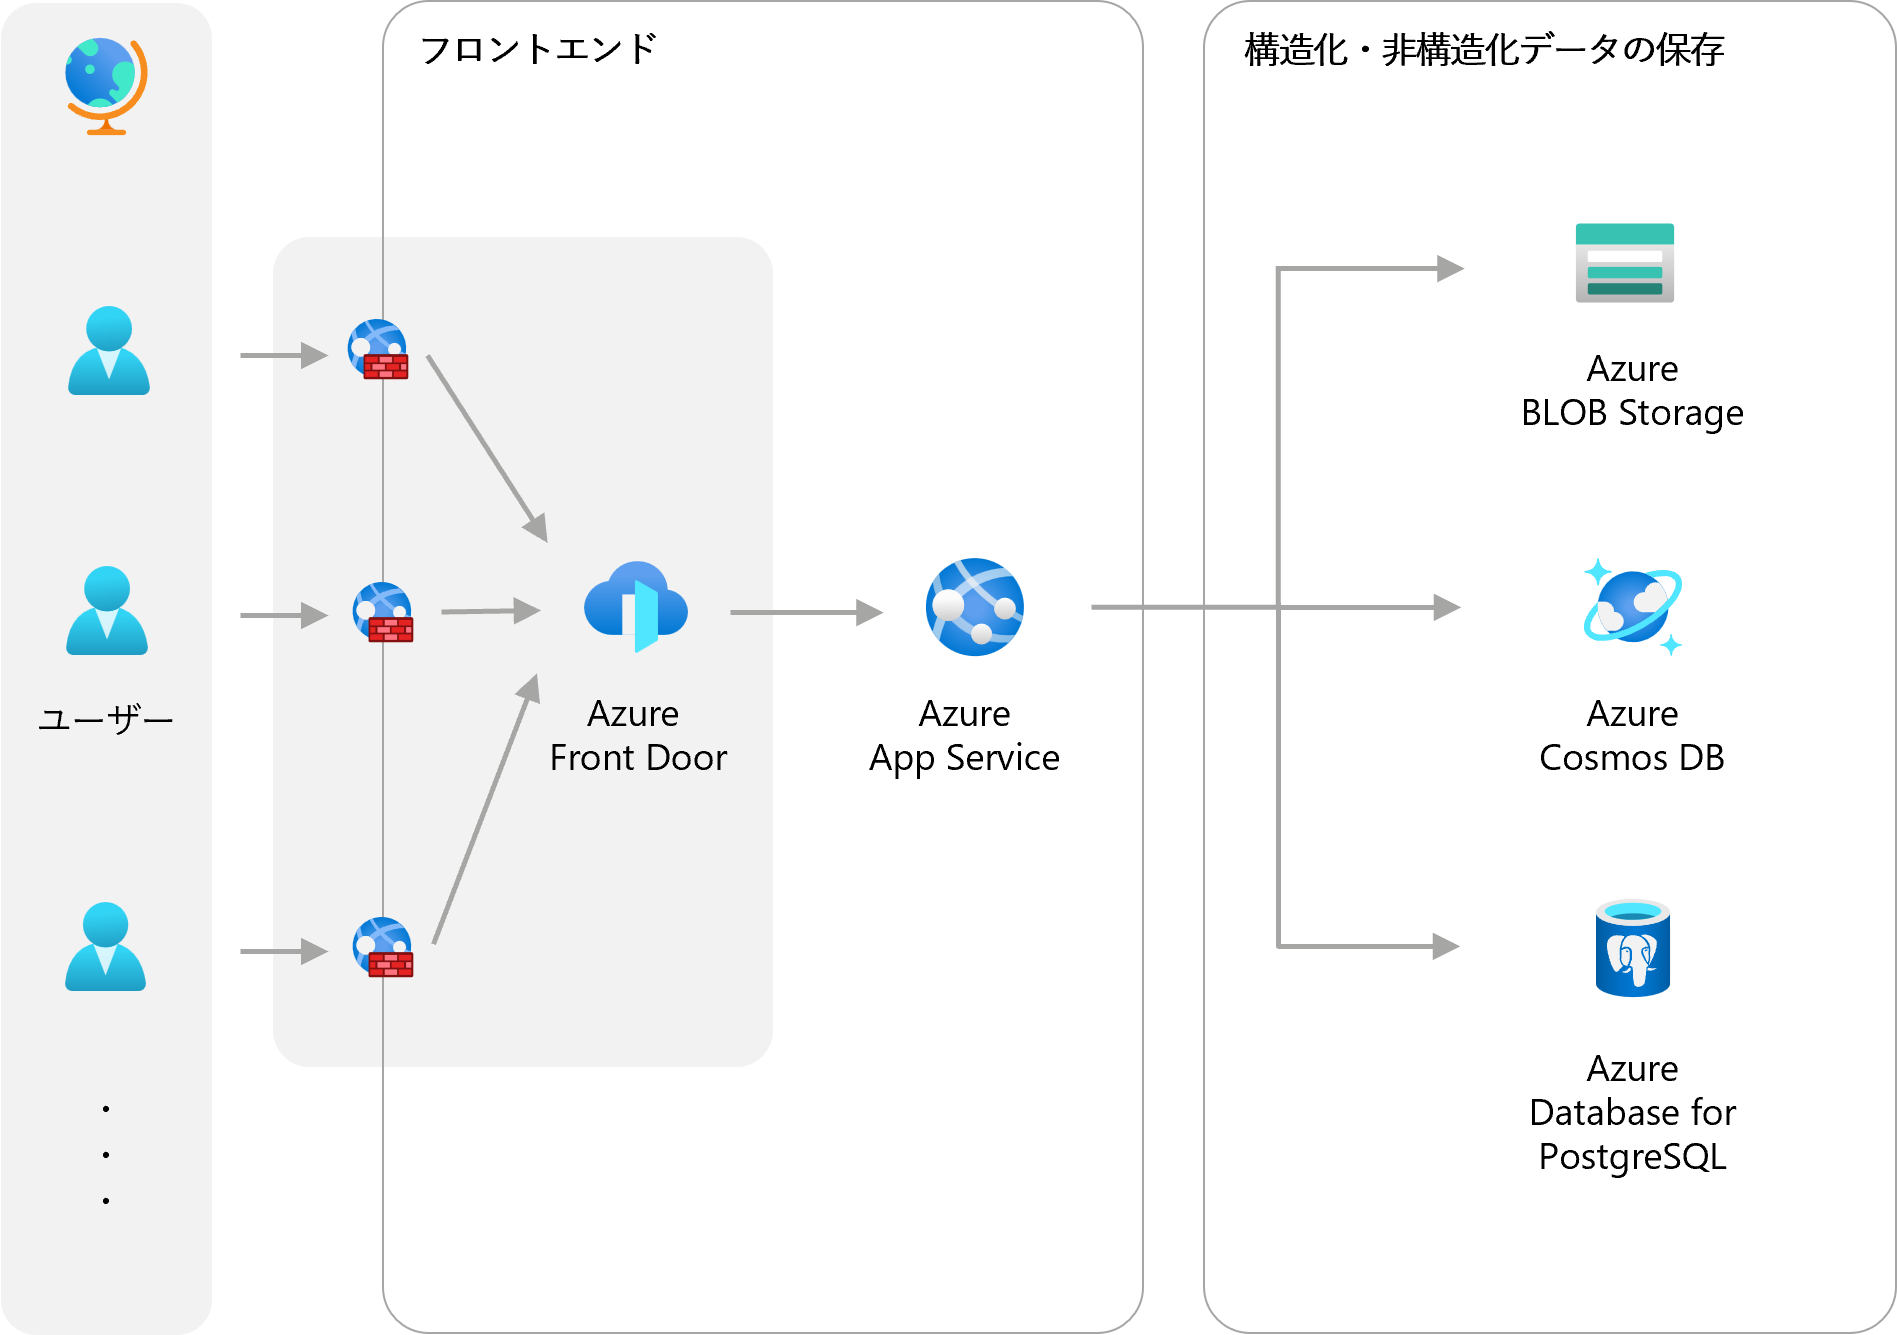 フロントエンド
構造化・非構造化データの保存
ユーザー
Azure
Front Door
Azure
App Service
Azure
BLOB Storage
Azure
Cosmos DB
Azure
Database for
PostgreSQL